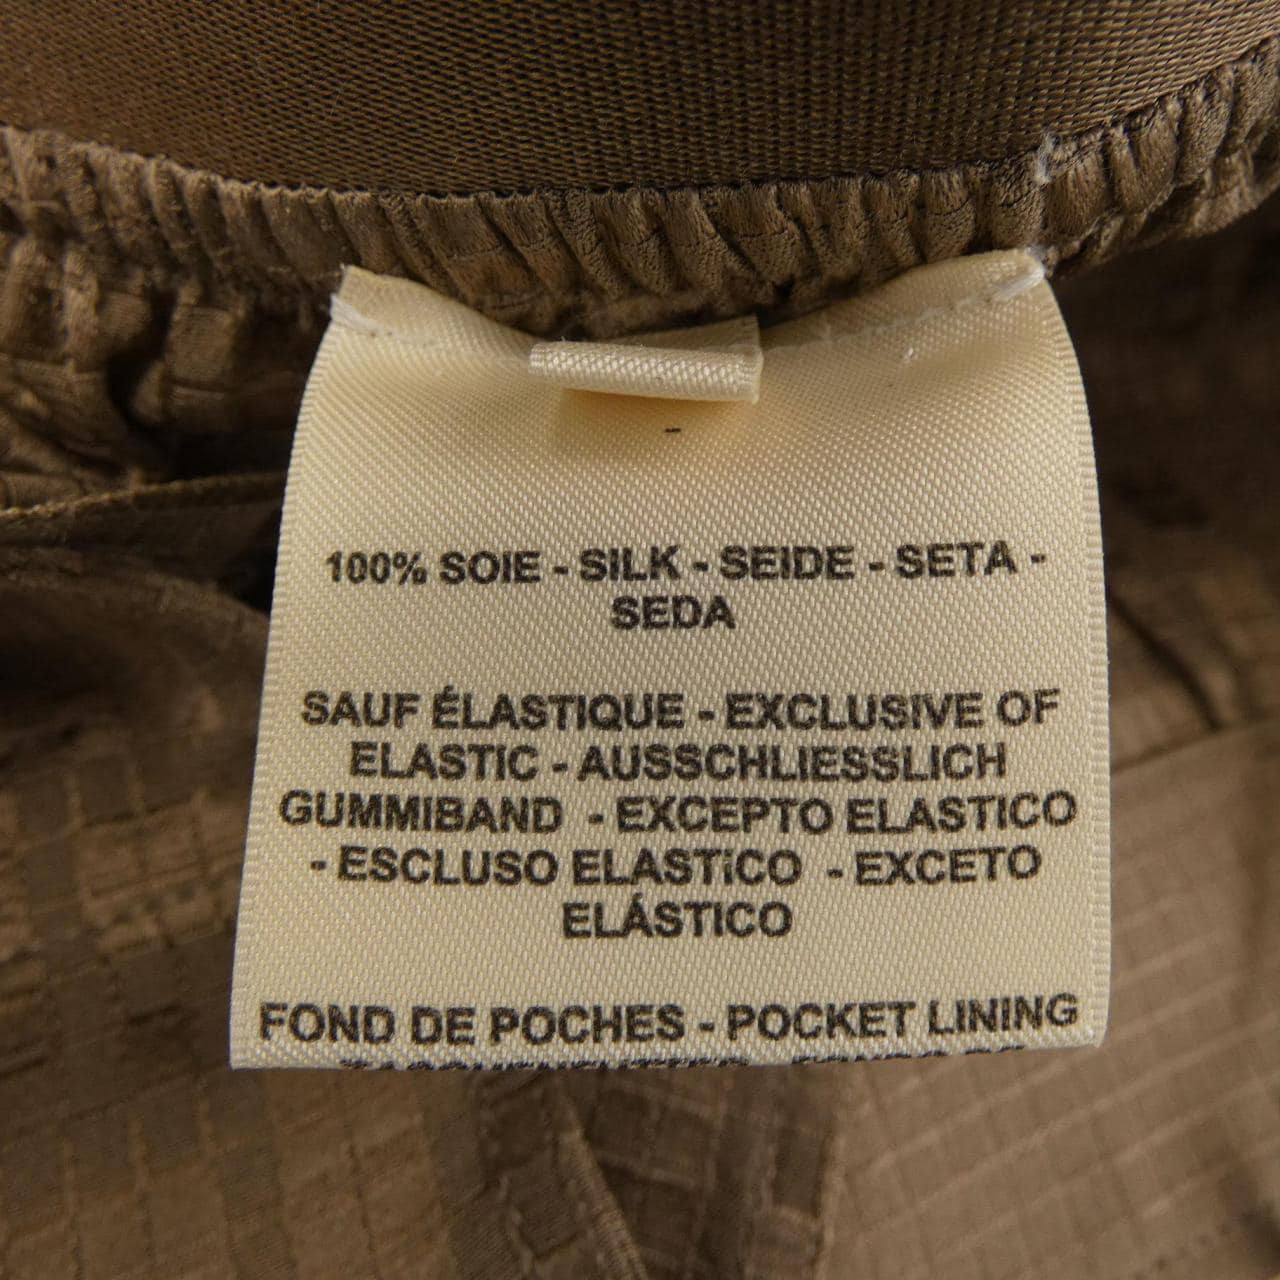 100% SOIE - SILK - SEIDE - SETA -
SEDA
SAUF ÉLASTIQUE - EXCLUSIVE OF
ELASTIC - AUSSCHLIESSLICH
GUMMIBAND - EXCEPTO ELASTICO
- ESCLUSO ELASTICO - EXCETO
ELÁSTICO
FOND DE POCHES - POCKET LINING